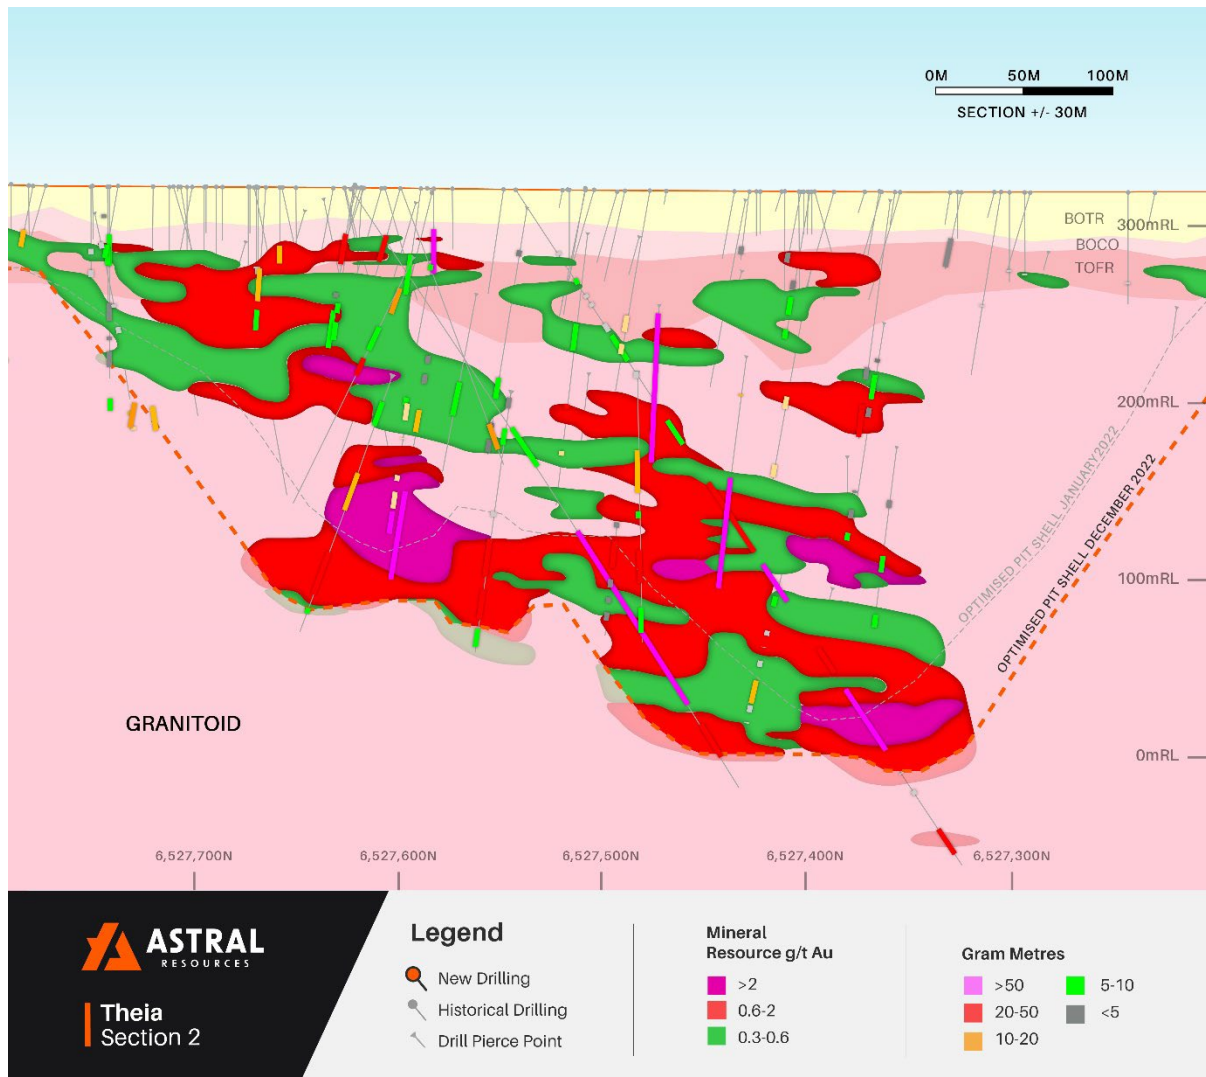 0M 50M 100M
SECTION +/- 30M
BOTR
300mRL
BOCO
TOFR
200mRL
OPTIMISED PIT SHELL JANUARY 2022
OPTIMISED PIT SHELL DECEMBER 2022
100mRL
GRANITOID
0mRL
6,527,700N 6,527,600N 6,527,500N 6,527,400N 6,527,300N
ASTRAL
RESOURCES
Theia
Section 2
Legend
New Drilling
Historical Drilling
Drill Pierce Point
Mineral
Resource g/t Au
>2
0.6-2
0.3-0.6
Gram Metres
>50 5-10
20-50 <5
10-20